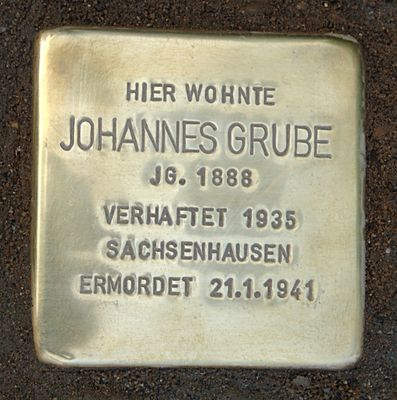 HIER WOHNTE
JOHANNES GRUBE
JG. 1888
VERHAFTET 1935
SACHSENHAUSEN
ERMORDET 21.1.1941